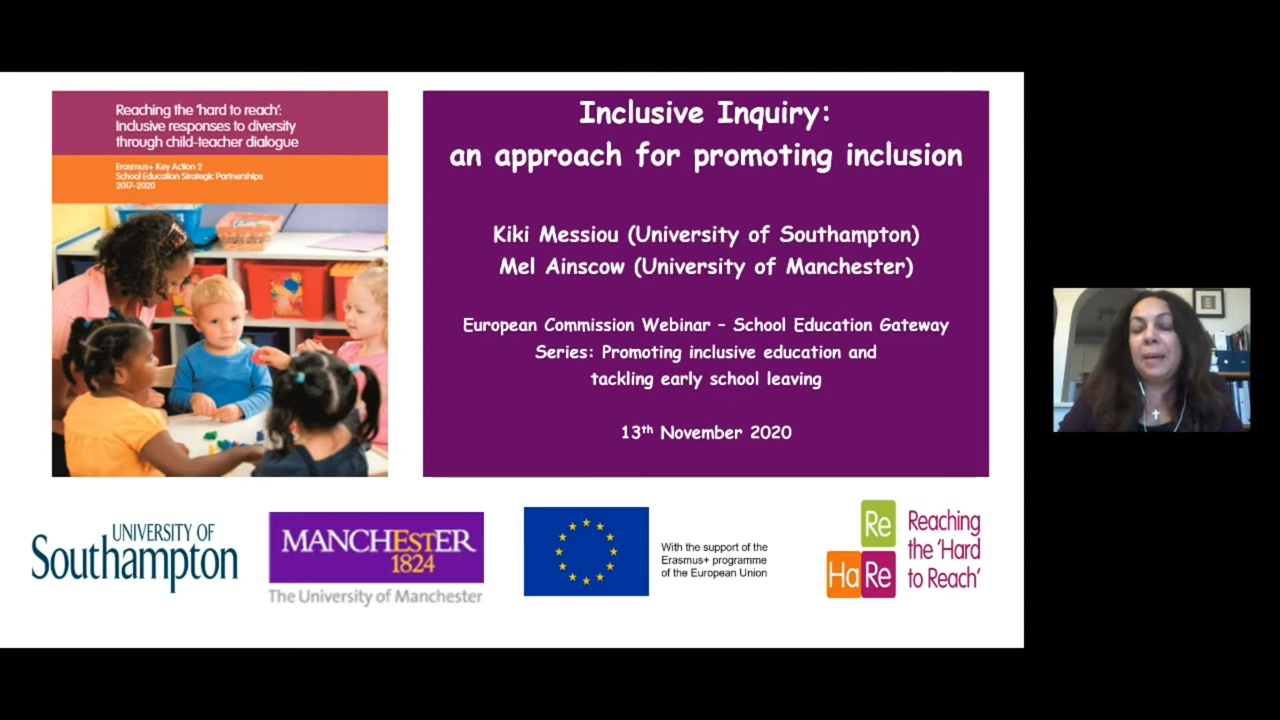 Reaching the 'hard to reach':
Inclusive responses to diversity
through child-teacher dialogue
Erasmus+ Key Action 2
School Education Strategic Partnerships
2017–2020
Inclusive Inquiry:
an approach for promoting inclusion
Kiki Messiou (University of Southampton)
Mel Ainscow (University of Manchester)
European Commission Webinar – School Education Gateway
Series: Promoting inclusive education and
tackling early school leaving
13th November 2020
UNIVERSITY OF
Southampton
MANCHESTER
1824
The University of Manchester
With the support of the
Erasmus+ programme
of the European Union
Re
HaRe
Reaching
the 'Hard
to Reach'